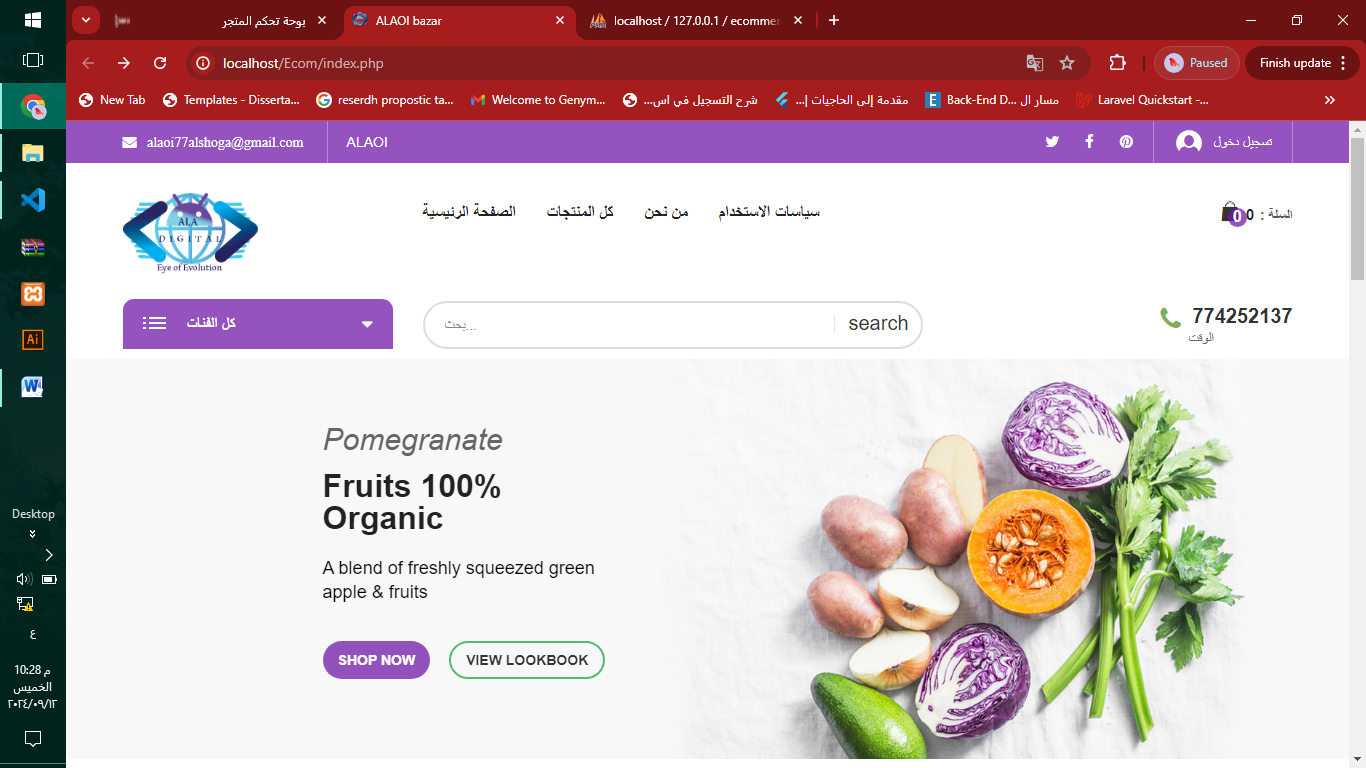 بوحة تحكم المتجر
ALAOI bazar
localhost / 127.0.0.1 / ecommer
localhost/Ecom/index.php
Paused
Finish update
New Tab
Templates - Disserta...
reserdh propostic ta...
Welcome to Genym...
شرح التسجيل في اس...
مقدمة إلى الحاجيات إ...
Back-End D... مسار ال
Laravel Quickstart -...
alaoi77alshoga@gmail.com
ALAOI
تسجيل دخول
ALA
DIGITAL
Eye of Evolution
الصفحة الرئيسية
كل المنتجات
من نحن
سياسات الاستخدام
السلة : 0
0
كل الفئات
بحث...
search
774252137
الوقت
Pomegranate
Fruits 100%
Organic
A blend of freshly squeezed green
apple & fruits
SHOP NOW
VIEW LOOKBOOK
Desktop
ع
10:28 م
الخميس
٢٠٢٤/٠٩/١٢